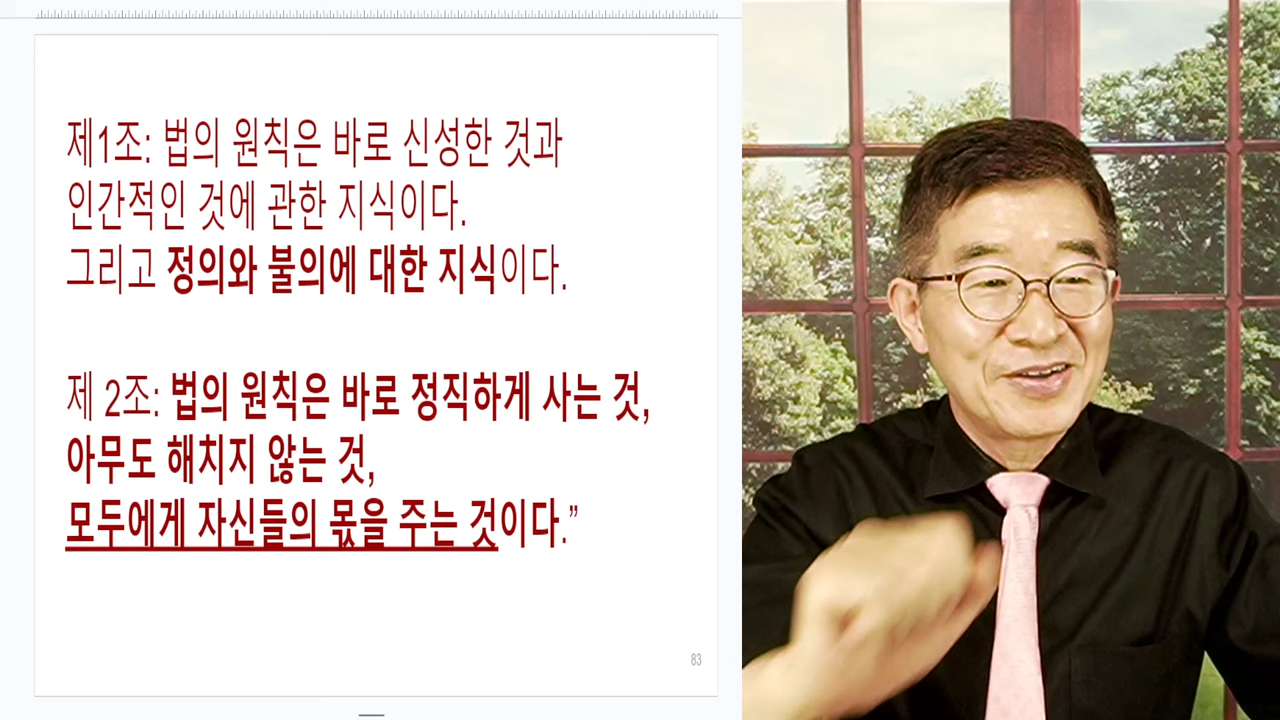 제1조: 법의 원칙은 바로 신성한 것과
인간적인 것에 관한 지식이다.
그리고 정의와 불의에 대한 지식이다.
제 2조: 법의 원칙은 바로 정직하게 사는 것,
아무도 해치지 않는 것,
모두에게 자신들의 몫을 주는 것이다.”
83